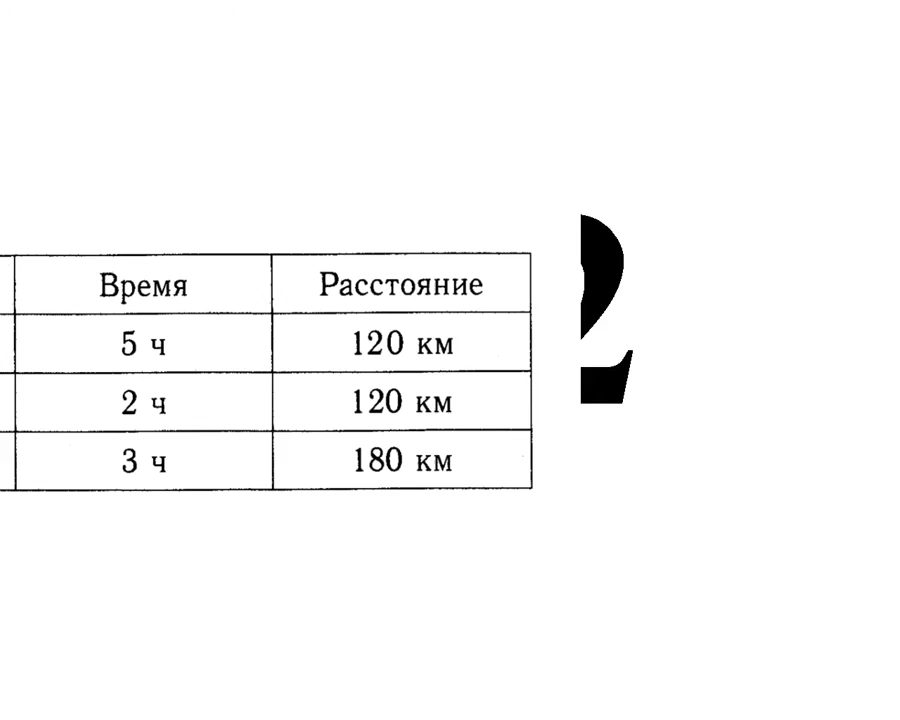 Время Расстояние
5 ч 120 км
2 ч 120 км
3 ч 180 км
2